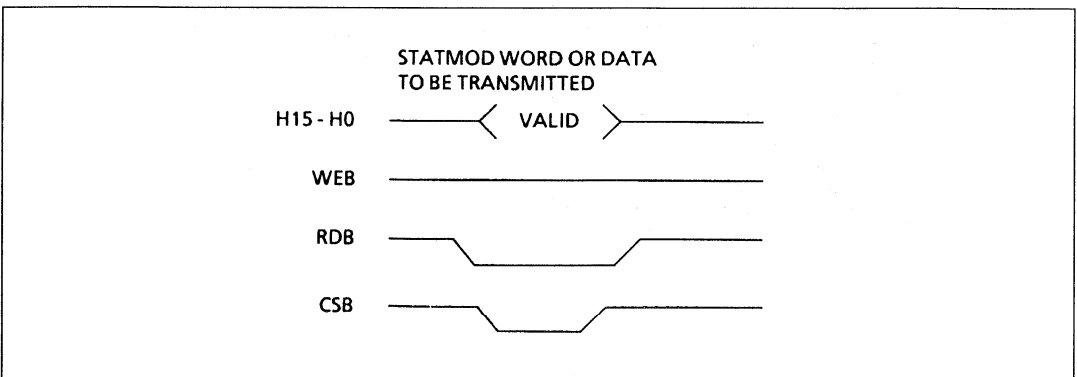 STATMOD WORD OR DATA
TO BE TRANSMITTED
H15 - H0 VALID
WEB
RDB
CSB